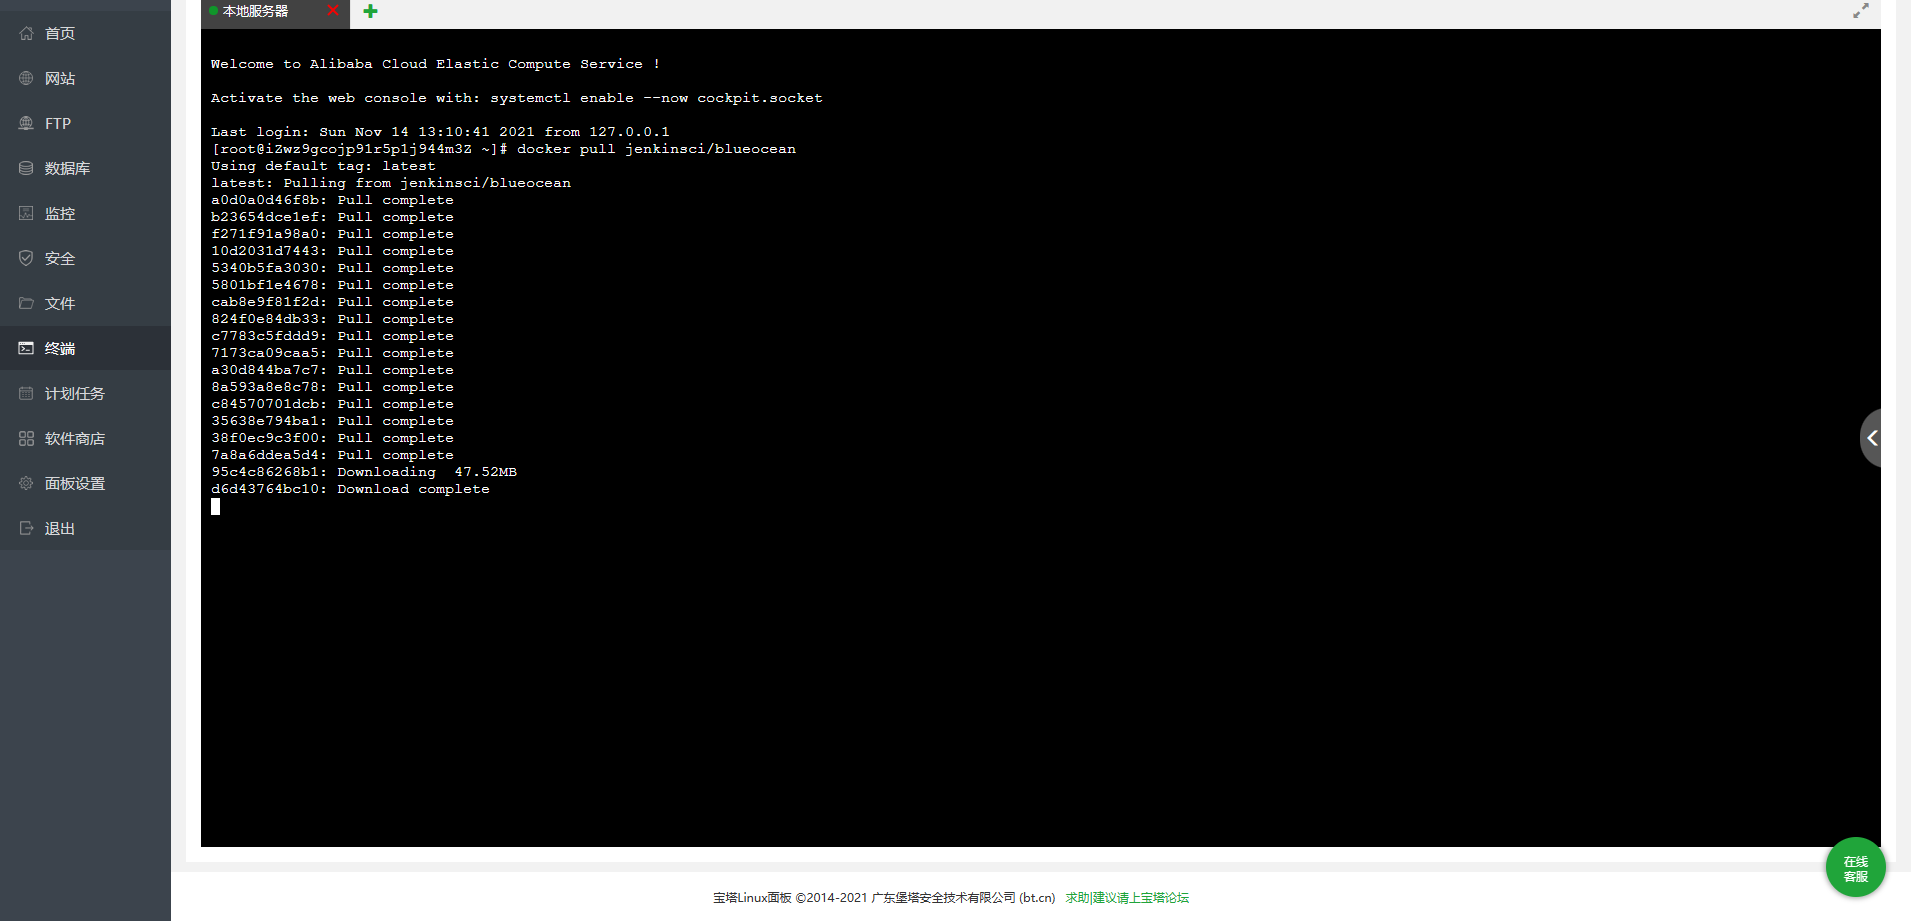 首页
网站
FTP
数据库
监控
安全
文件
终端
计划任务
软件商店
面板设置
退出
本地服务器
Welcome to Alibaba Cloud Elastic Compute Service !
Activate the web console with: systemctl enable --now cockpit.socket
Last login: Sun Nov 14 13:10:41 2021 from 127.0.0.1
[root@iZwz9gcojp91r5p1j944m3Z ~]# docker pull jenkinsci/blueocean
Using default tag: latest
latest: Pulling from jenkinsci/blueocean
a0d0a0d46f8b: Pull complete
b23654dce1ef: Pull complete
f271f91a98a0: Pull complete
10d2031d7443: Pull complete
5340b5fa3030: Pull complete
5801bf1e4678: Pull complete
cab8e9f81f2d: Pull complete
824f0e84db33: Pull complete
c7783c5fddd9: Pull complete
7173ca09caa5: Pull complete
a30d844ba7c7: Pull complete
8a593a8e8c78: Pull complete
c84570701dcb: Pull complete
35638e794ba1: Pull complete
38f0ec9c3f00: Pull complete
7a8a6ddea5d4: Pull complete
95c4c86268b1: Downloading  47.52MB
d6d43764bc10: Download complete
在线
客服
宝塔Linux面板 ©2014-2021 广东堡塔安全技术有限公司 (bt.cn) 求助|建议请上宝塔论坛